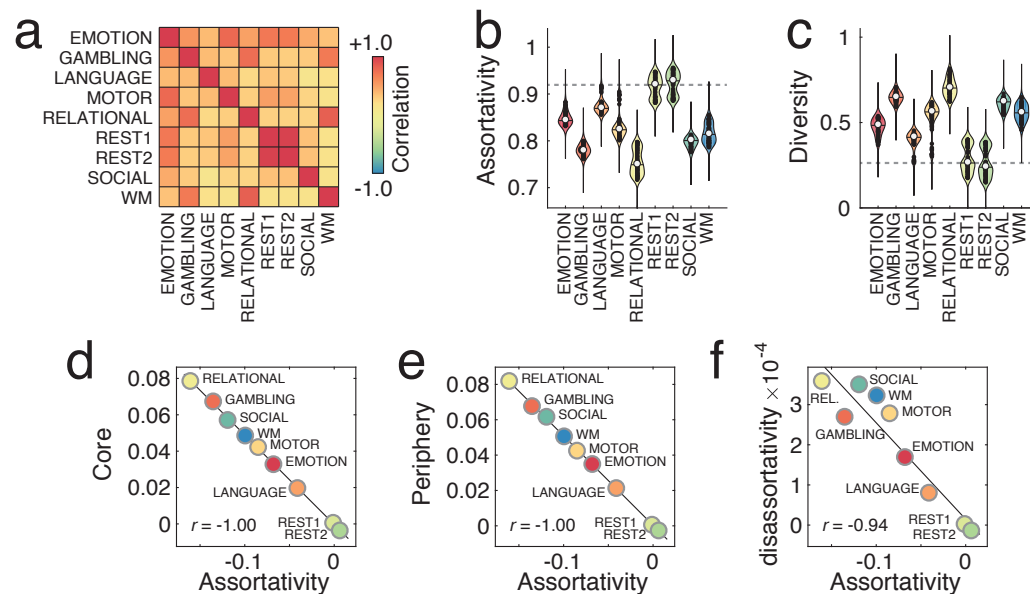 a
EMOTION
GAMBLING
LANGUAGE
MOTOR
RELATIONAL
REST1
REST2
SOCIAL
WM
EMOTION
GAMBLING
LANGUAGE
MOTOR
RELATIONAL
REST1
REST2
SOCIAL
WM
+1.0
Correlation
-1.0
b
Assortativity
1
0.9
0.8
0.7
EMOTION
GAMBLING
LANGUAGE
MOTOR
RELATIONAL
REST1
REST2
SOCIAL
WM
c
Diversity
1
0.5
0
EMOTION
GAMBLING
LANGUAGE
MOTOR
RELATIONAL
REST1
REST2
SOCIAL
WM
d
Core
0.08
0.06
0.04
0.02
0
RELATIONAL
GAMBLING
SOCIAL
WM
MOTOR
EMOTION
LANGUAGE
REST1
REST2
r = -1.00
-0.1
0
Assortativity
e
Periphery
0.08
0.06
0.04
0.02
0
RELATIONAL
GAMBLING
SOCIAL
WM
MOTOR
EMOTION
LANGUAGE
REST1
REST2
r = -1.00
-0.1
0
Assortativity
f
disassortativity ×10⁻⁴
3
2
1
0
SOCIAL
REL.
WM
MOTOR
GAMBLING
EMOTION
LANGUAGE
REST1
REST2
r = -0.94
-0.1
0
Assortativity